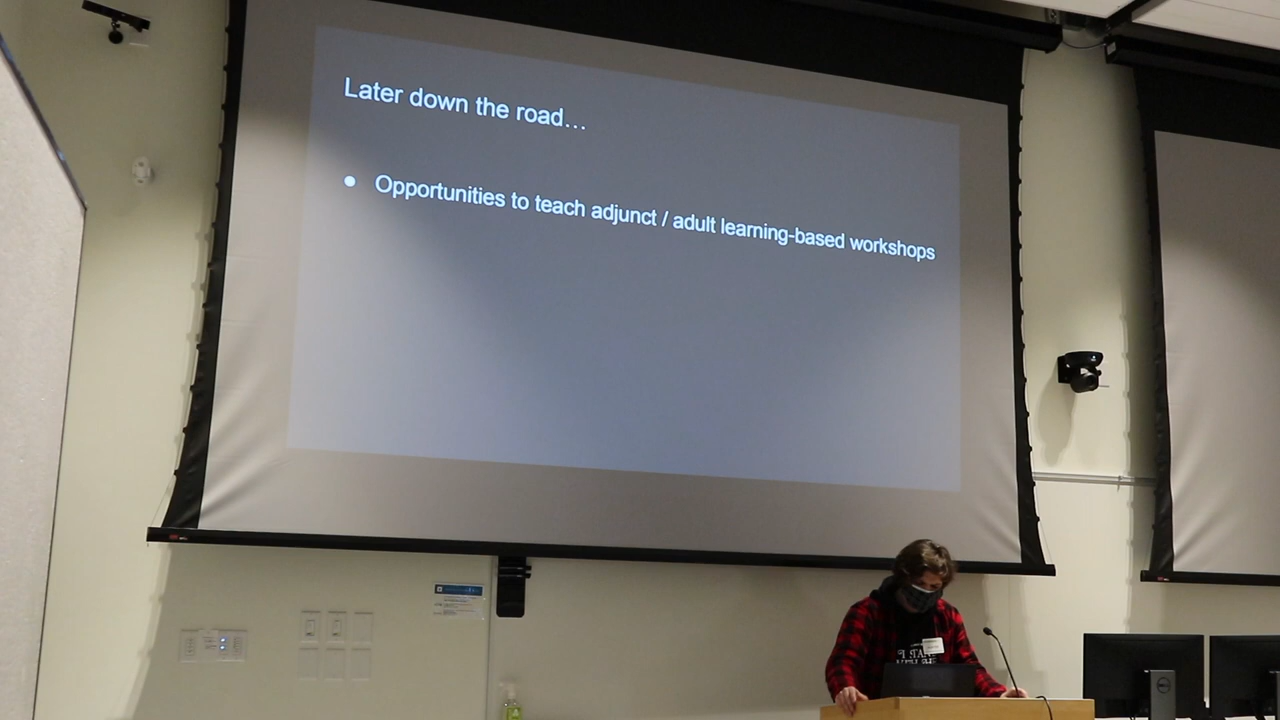 Later down the road…
● Opportunities to teach adjunct / adult learning-based workshops